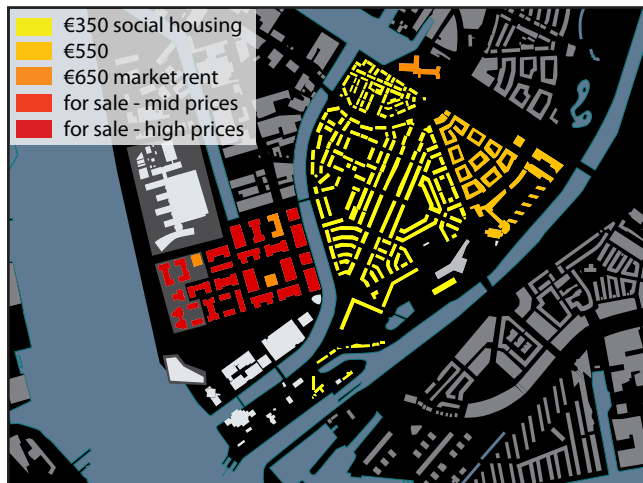 €350 social housing
€550
€650 market rent
for sale - mid prices
for sale - high prices